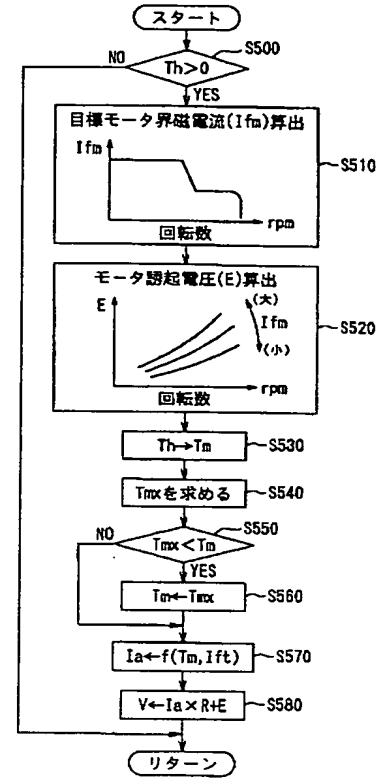 スタート
S500
NO
Th>0
YES
目標モータ界磁電流(Ifm)算出
Ifm
S510
rpm
回転数
モータ誘起電圧(E)算出
E
(大)
Ifm
(小)
S520
rpm
回転数
Th→Tm
S530
Tmxを求める
S540
S550
NO
Tmx<Tm
YES
Tm←Tmx
S560
Ia←f(Tm,Ift)
S570
V←Ia×R+E
S580
リターン